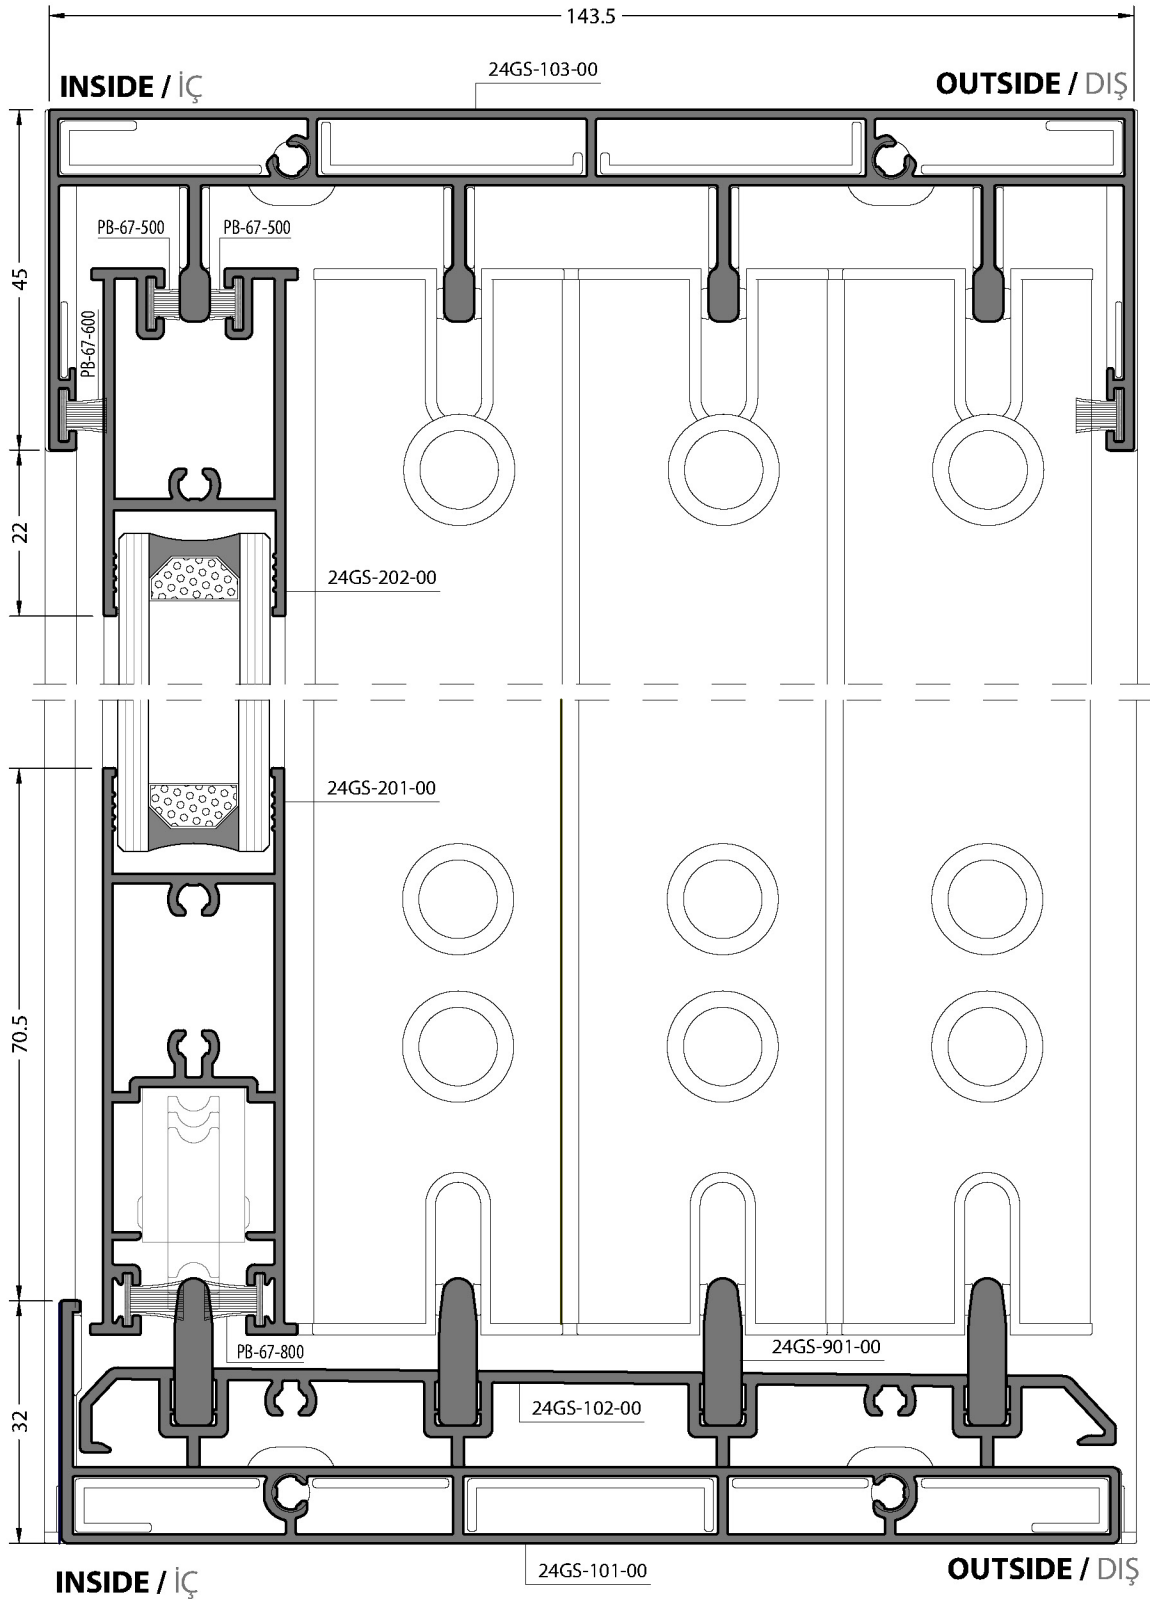 143.5
INSIDE / İÇ
24GS-103-00
OUTSIDE / DIŞ
PB-67-500
PB-67-500
45
PB-67-600
22
24GS-202-00
24GS-201-00
70.5
PB-67-800
24GS-901-00
24GS-102-00
32
24GS-101-00
INSIDE / İÇ
OUTSIDE / DIŞ